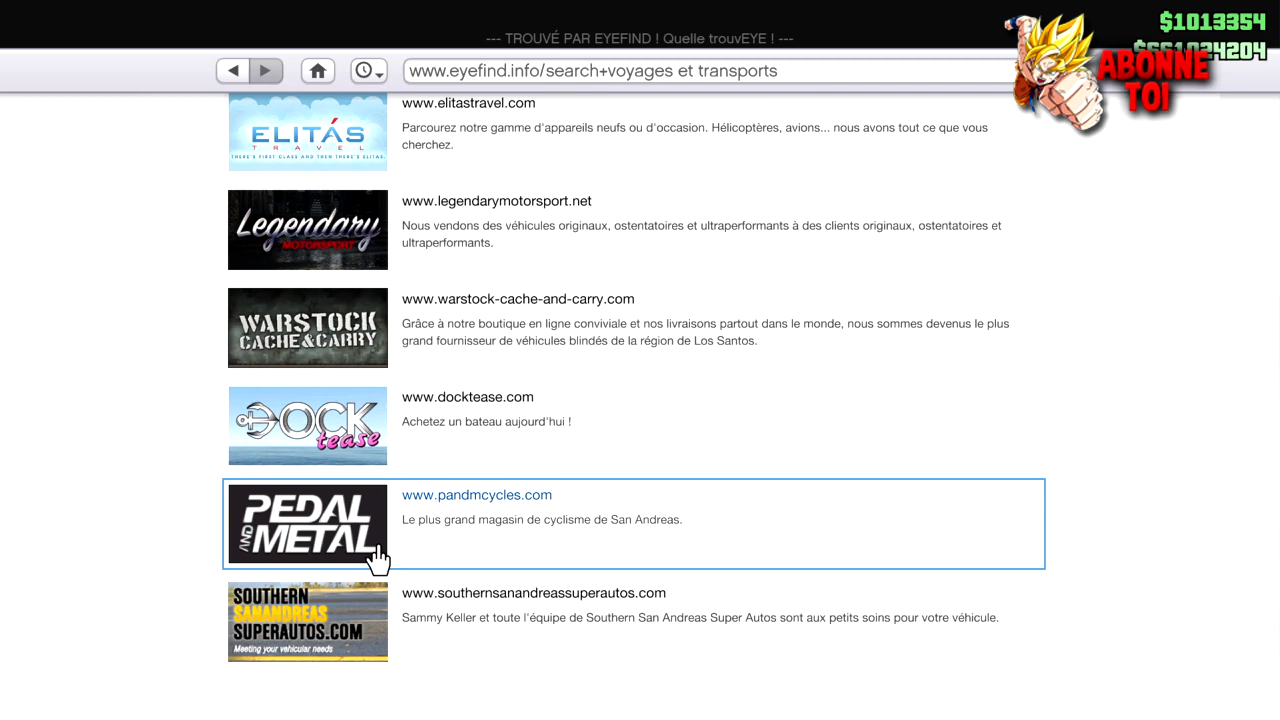 --- TROUVÉ PAR EYEFIND ! Quelle trouvEYE ! ---
$1013354
ABONNE
TOI
www.eyefind.info/search+voyages et transports
ELITÁS
TRAVEL
THERE'S FIRST CLASS AND THEN THERE'S ELITAS.
www.elitastravel.com
Parcourez notre gamme d'appareils neufs ou d'occasion. Hélicoptères, avions... nous avons tout ce que vous
cherchez.
Legendary
MOTORSPORT
www.legendarymotorsport.net
Nous vendons des véhicules originaux, ostentatoires et ultraperformants à des clients originaux, ostentatoires et
ultraperformants.
WARSTOCK
CACHE&CARRY
www.warstock-cache-and-carry.com
Grâce à notre boutique en ligne conviviale et nos livraisons partout dans le monde, nous sommes devenus le plus
grand fournisseur de véhicules blindés de la région de Los Santos.
DOCK
tease
www.docktease.com
Achetez un bateau aujourd'hui !
PEDAL
AND METAL
www.pandmcycles.com
Le plus grand magasin de cyclisme de San Andreas.
SOUTHERN
SANANDREAS
SUPERAUTOS.COM
Meeting your vehicular needs
www.southernsanandreassuperautos.com
Sammy Keller et toute l'équipe de Southern San Andreas Super Autos sont aux petits soins pour votre véhicule.